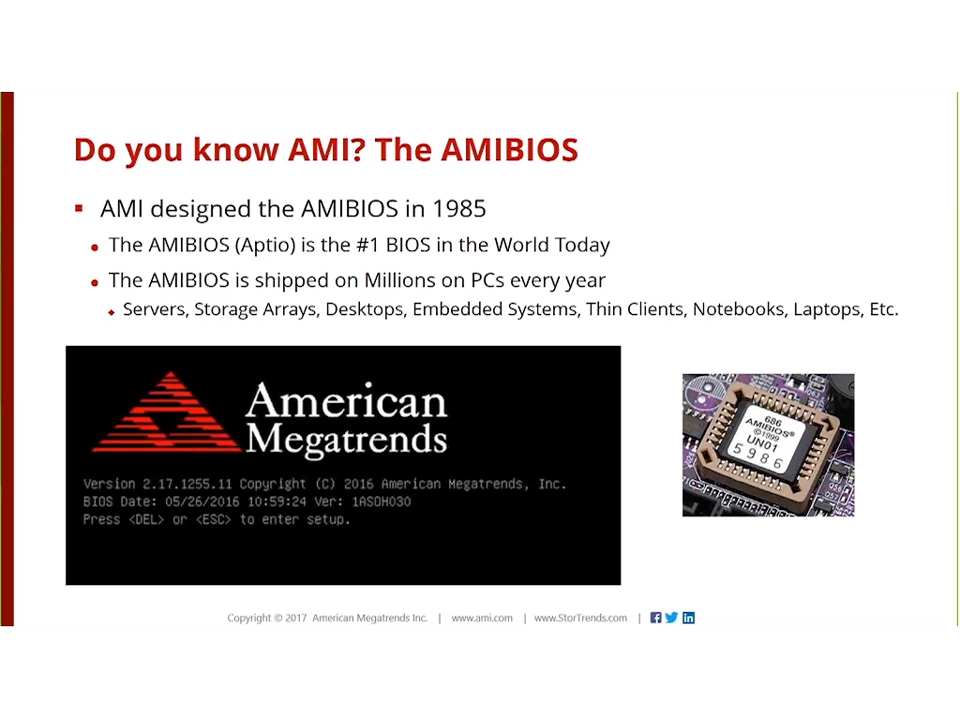 Do you know AMI? The AMIBIOS
AMI designed the AMIBIOS in 1985
The AMIBIOS (Aptio) is the #1 BIOS in the World Today
The AMIBIOS is shipped on Millions on PCs every year
Servers, Storage Arrays, Desktops, Embedded Systems, Thin Clients, Notebooks, Laptops, Etc.
American
Megatrends
Version 2.17.1255.11 Copyright (C) 2016 American Megatrends, Inc.
BIOS Date: 05/26/2016 10:59:24 Ver: 1ASOH030
Press <DEL> or <ESC> to enter setup.
686
AMIBIOS®
©1999
UN01
5986
Q56
Q57
Copyright © 2017 American Megatrends Inc. | www.ami.com | www.StorTrends.com |